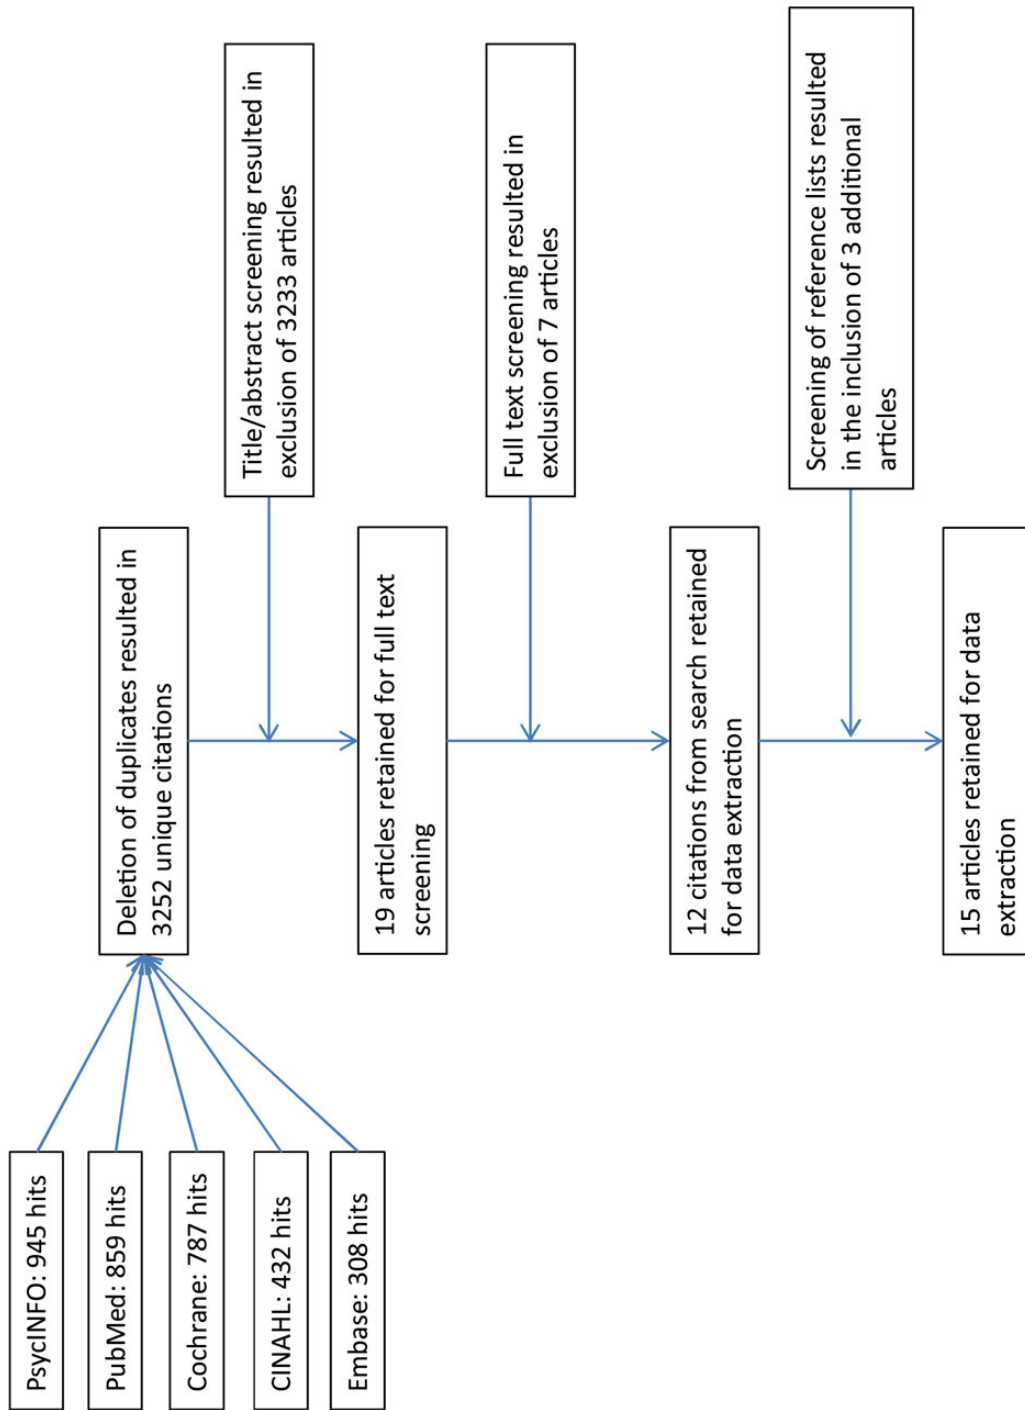 PsycINFO: 945 hits
PubMed: 859 hits
Cochrane: 787 hits
CINAHL: 432 hits
Embase: 308 hits
Deletion of duplicates resulted in
3252 unique citations
Title/abstract screening resulted in
exclusion of 3233 articles
19 articles retained for full text
screening
Full text screening resulted in
exclusion of 7 articles
12 citations from search retained
for data extraction
Screening of reference lists resulted
in the inclusion of 3 additional
articles
15 articles retained for data
extraction